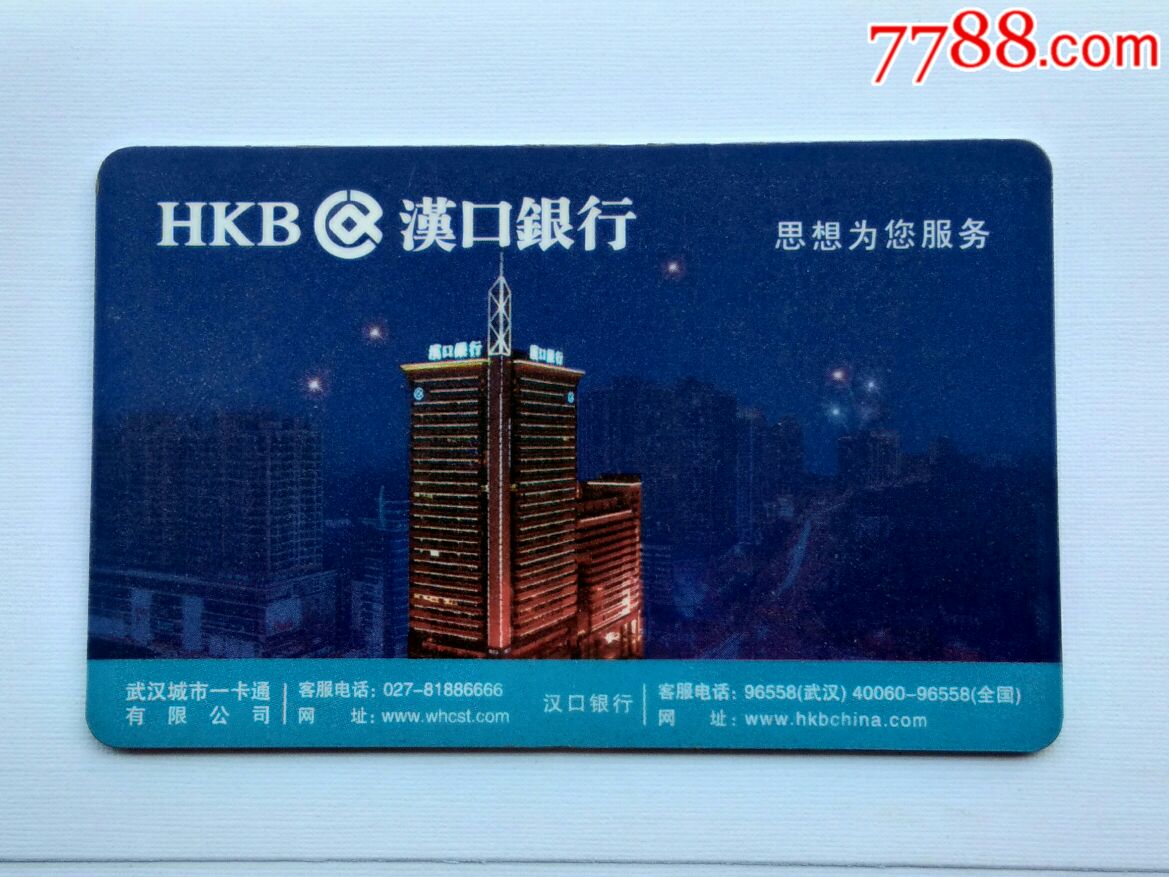 7788.com
HKB 漢口銀行
思想为您服务
漢口銀行 漢口銀行
武汉城市一卡通
有限公司
客服电话：027-81886666
网 址：www.whcst.com
汉口银行
客服电话：96558(武汉) 40060-96558(全国)
网 址：www.hkbchina.com